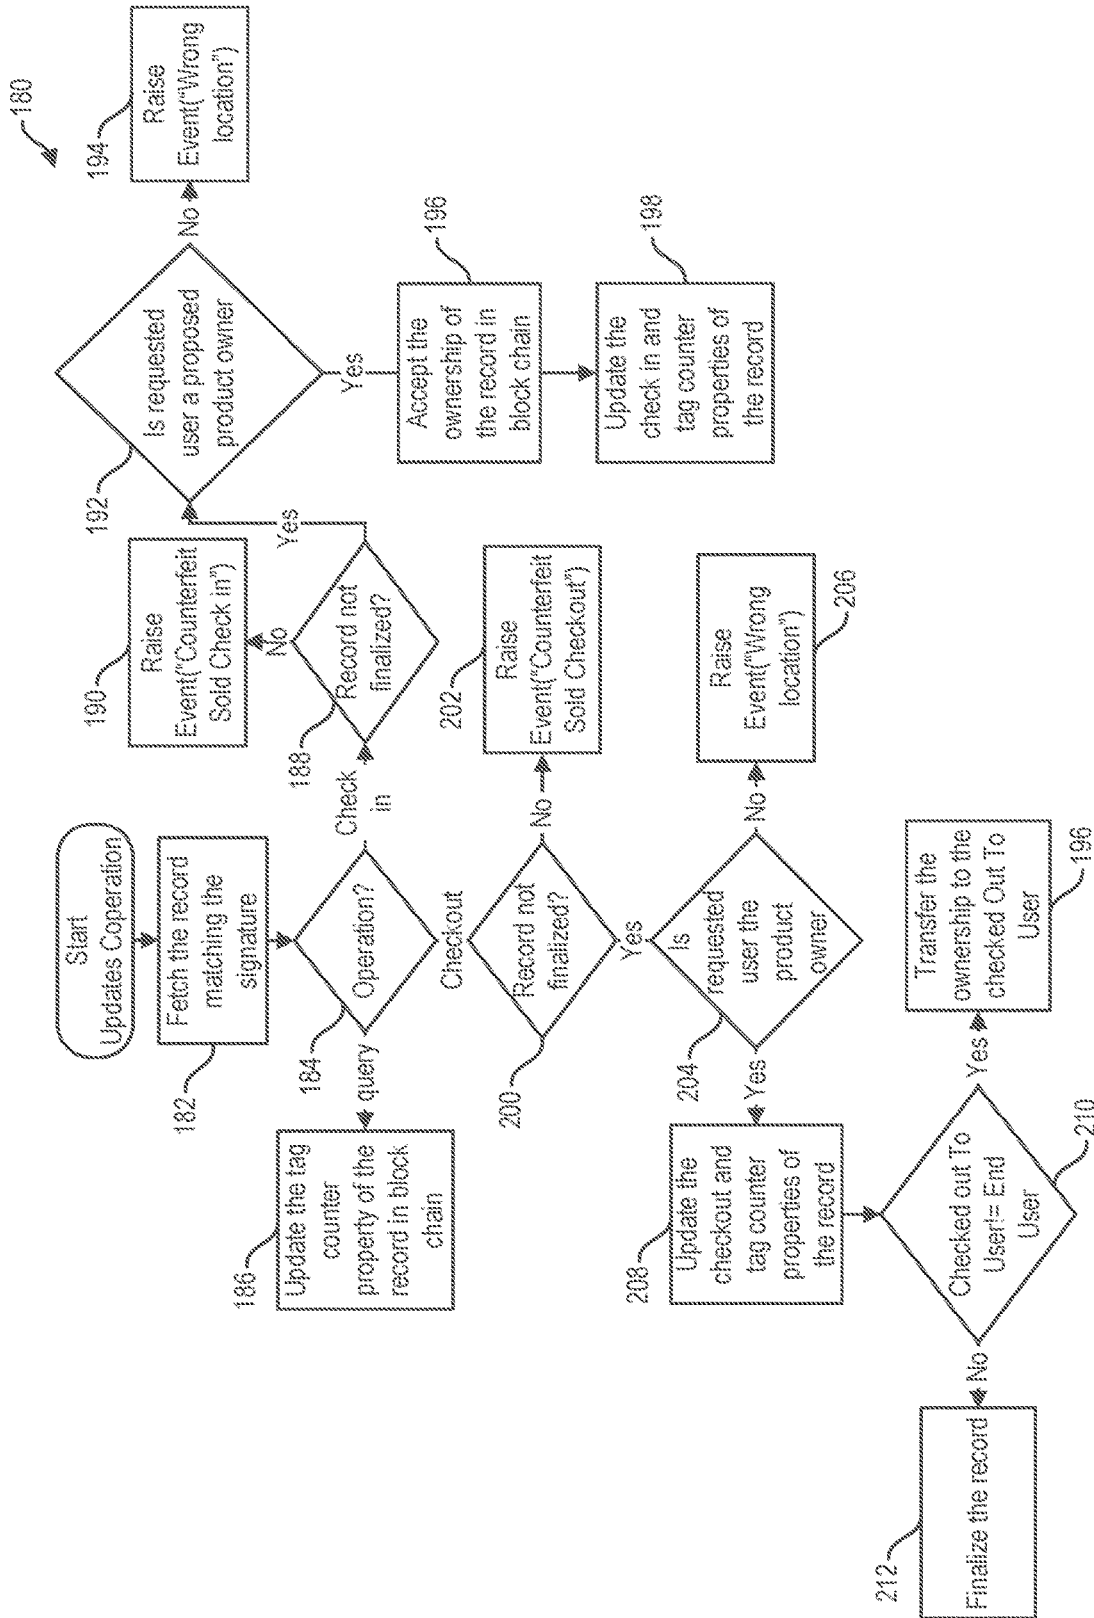 180
Start
Updates Coperation
Fetch the record
matching the
signature
182
Operation?
184
query
Update the tag
counter
property of the
record in block
chain
186
Check
in
Record not
finalized?
188
No
Raise
Event("Counterfeit
Sold Check in")
190
Yes
Is requested
user a proposed
product owner
192
No
Raise
Event("Wrong
location")
194
Yes
Accept the
ownership of
the record in
block chain
196
Update the
check in and
tag counter
properties of
the record
198
Checkout
Record not
finalized?
200
No
Raise
Event("Counterfeit
Sold Checkout")
202
Yes
Is
requested
user the
product
owner
204
No
Raise
Event("Wrong
location")
206
Yes
Update the
checkout and
tag counter
properties of
the record
208
Checked out To
User!= End
User
210
Yes
Transfer the
ownership to the
checked Out To
User
196
No
Finalize the record
212